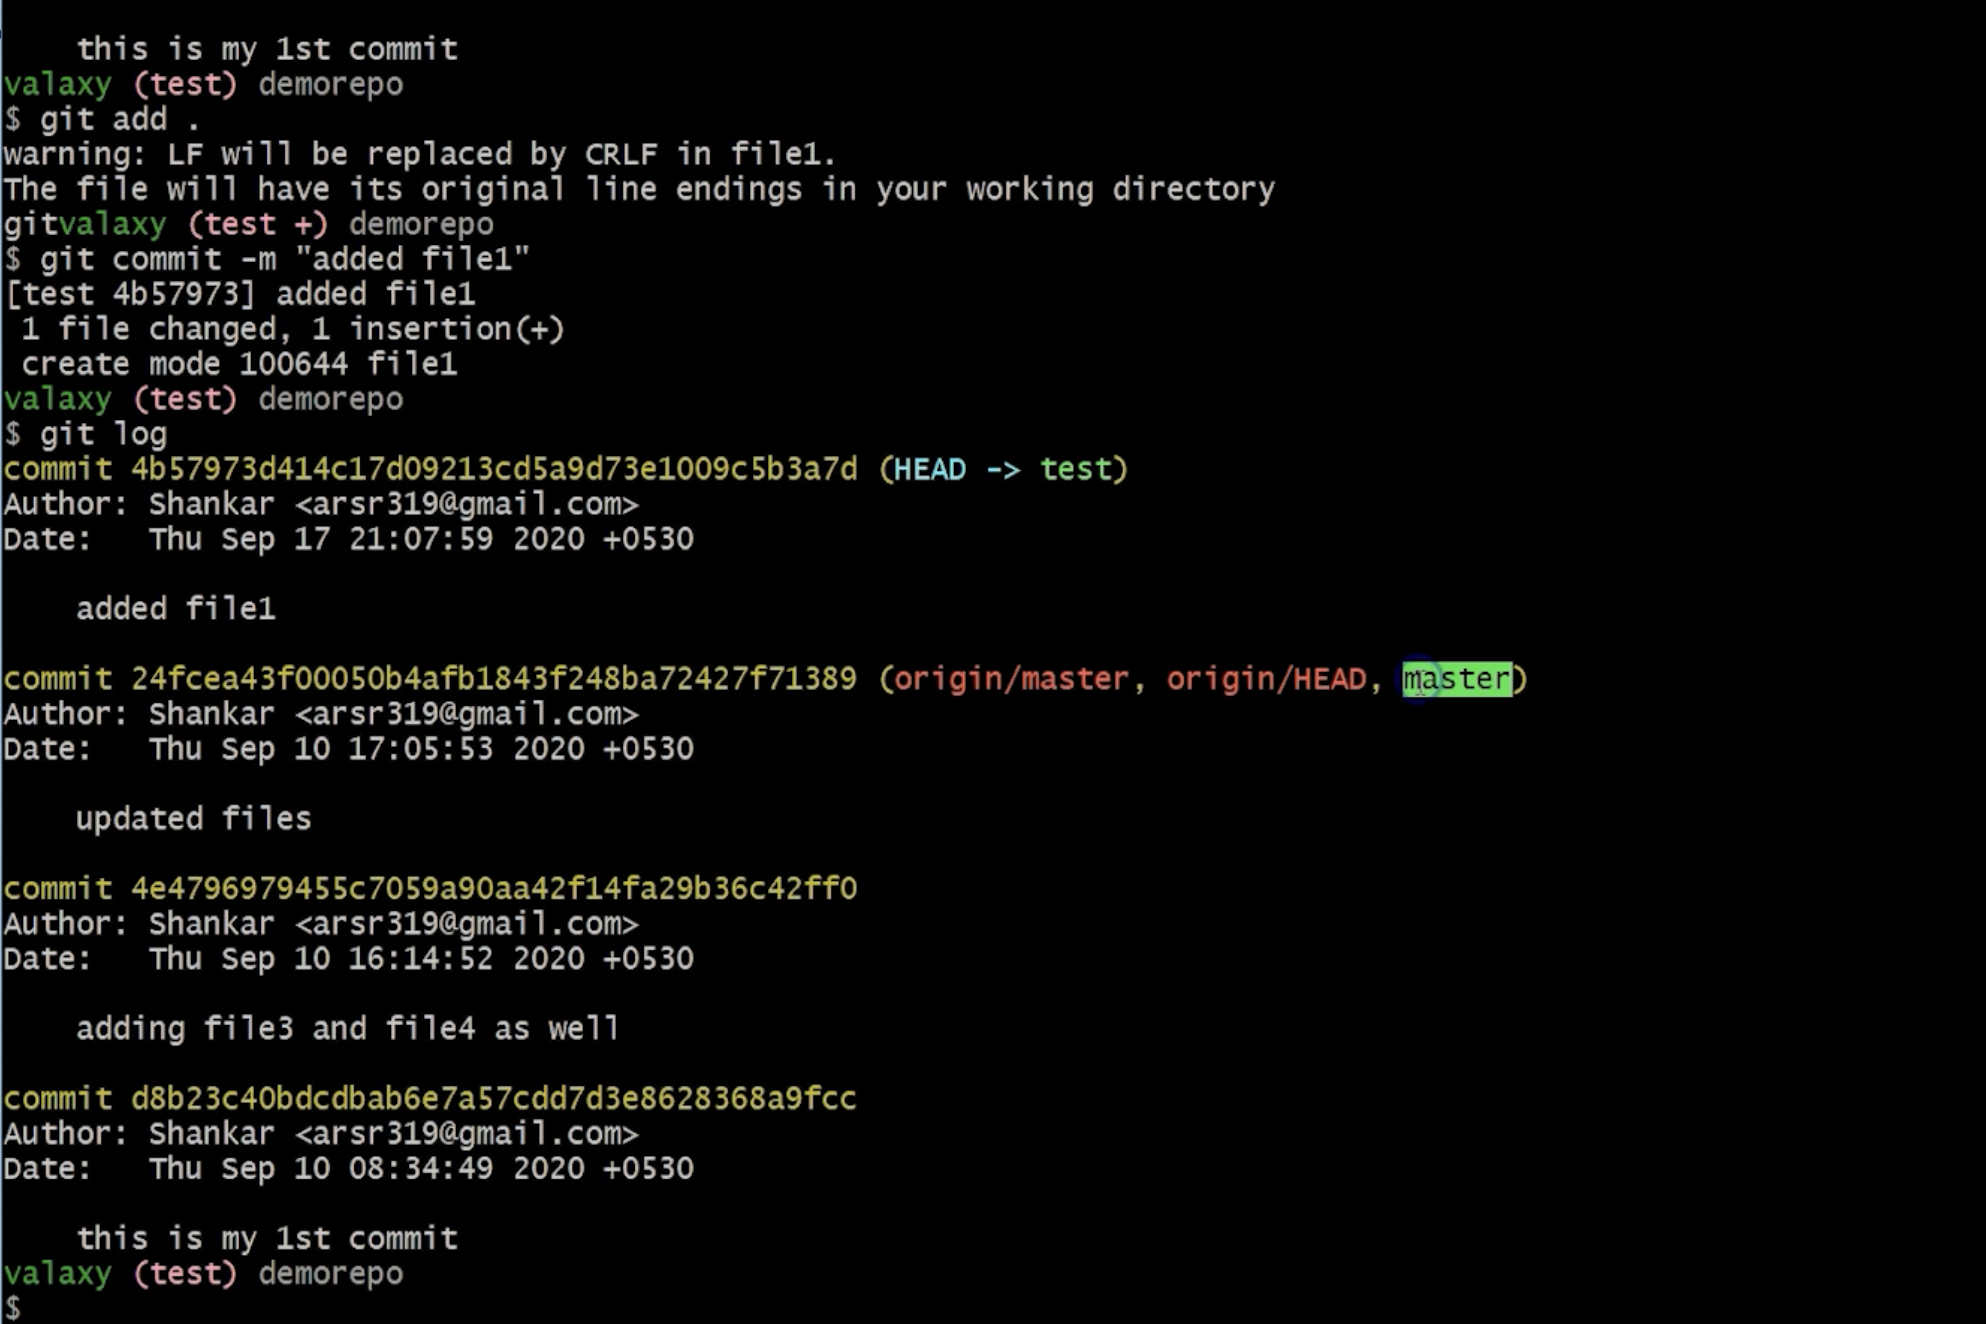 this is my 1st commit
valaxy (test) demorepo
$ git add .
warning: LF will be replaced by CRLF in file1.
The file will have its original line endings in your working directory
gitvalaxy (test +) demorepo
$ git commit -m "added file1"
[test 4b57973] added file1
1 file changed, 1 insertion(+)
create mode 100644 file1
valaxy (test) demorepo
$ git log
commit 4b57973d414c17d09213cd5a9d73e1009c5b3a7d (HEAD -> test)
Author: Shankar <arsr319@gmail.com>
Date:   Thu Sep 17 21:07:59 2020 +0530
added file1
commit 24fcea43f00050b4afb1843f248ba72427f71389 (origin/master, origin/HEAD, master)
Author: Shankar <arsr319@gmail.com>
Date:   Thu Sep 10 17:05:53 2020 +0530
updated files
commit 4e4796979455c7059a90aa42f14fa29b36c42ff0
Author: Shankar <arsr319@gmail.com>
Date:   Thu Sep 10 16:14:52 2020 +0530
adding file3 and file4 as well
commit d8b23c40bdcdbab6e7a57cdd7d3e8628368a9fcc
Author: Shankar <arsr319@gmail.com>
Date:   Thu Sep 10 08:34:49 2020 +0530
this is my 1st commit
valaxy (test) demorepo
$